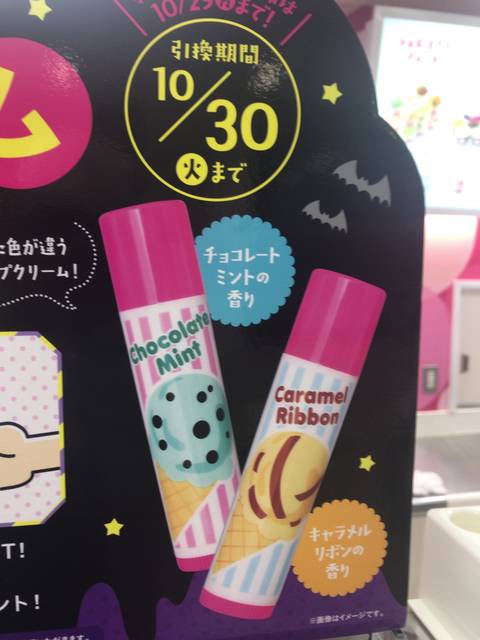 10/29㊊まで!
引換期間
10/30
㊋まで
た色が違う
プクリーム!
チョコレート
ミントの
香り
Chocolate
Mint
Caramel
Ribbon
キャラメル
リボンの
香り
T!
ント!
※画像はイメージです。